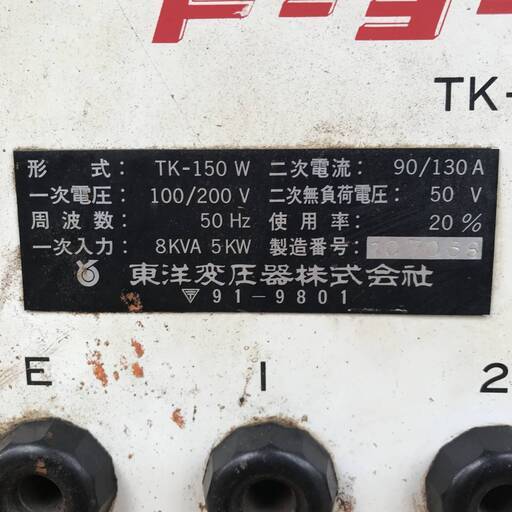 TK-
形 式: TK-150 W 二次電流: 90/130 A
一次電圧: 100/200 V 二次無負荷電圧: 50 V
周波数: 50 Hz 使用率: 20 %
一次入力: 8KVA 5KW 製造番号:
東洋変圧器株式会社
91-9801
E 1 2